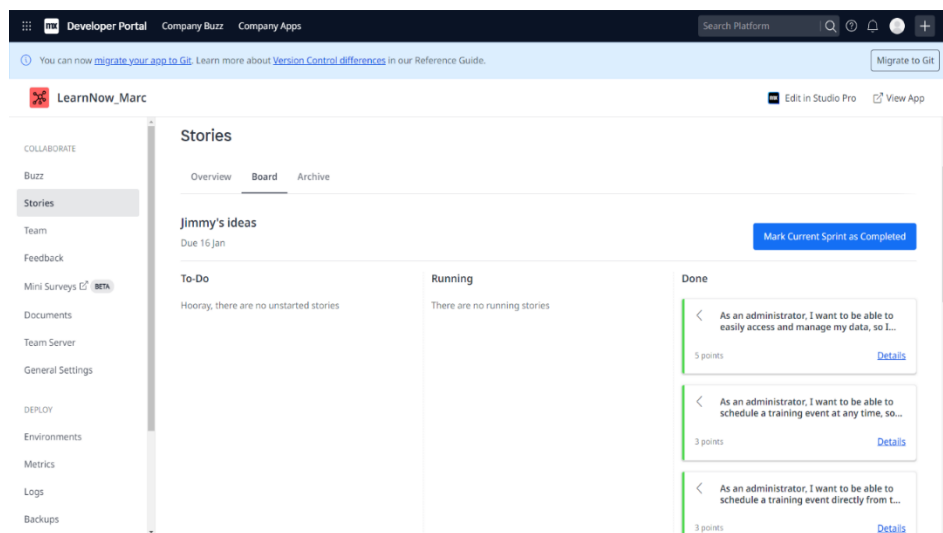 mx Developer Portal Company Buzz Company Apps Search Platform
You can now migrate your app to Git. Learn more about Version Control differences in our Reference Guide. Migrate to Git
LearnNow_Marc
mx Edit in Studio Pro View App
COLLABORATE
Buzz
Stories
Team
Feedback
Mini Surveys BETA
Documents
Team Server
General Settings
DEPLOY
Environments
Metrics
Logs
Backups
Stories
Overview Board Archive
Jimmy's ideas
Due 16 Jan
Mark Current Sprint as Completed
To-Do
Hooray, there are no unstarted stories
Running
There are no running stories
Done
As an administrator, I want to be able to
easily access and manage my data, so I...
5 points Details
As an administrator, I want to be able to
schedule a training event at any time, so...
3 points Details
As an administrator, I want to be able to
schedule a training event directly from t...
3 points Details